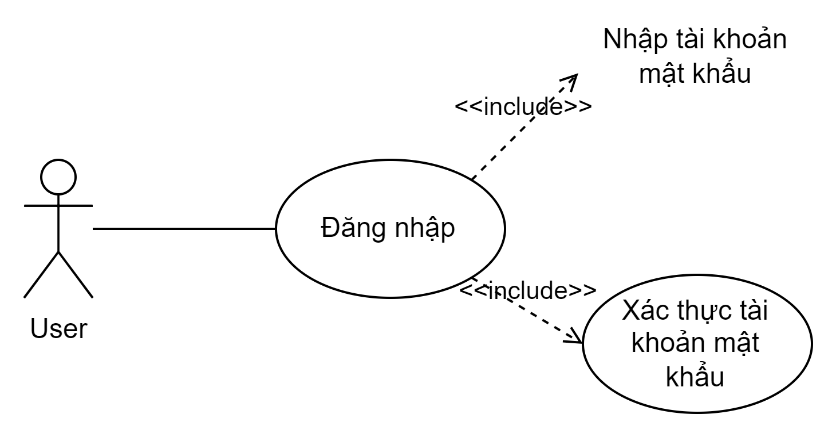 Nhập tài khoản
mật khẩu
<<include>>
Đăng nhập
<<include>>
Xác thực tài
khoản mật
khẩu
User